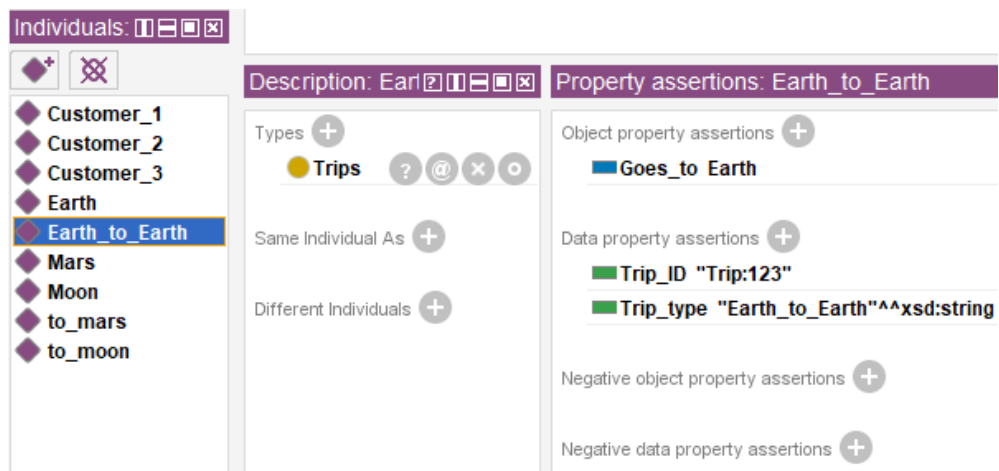 Individuals:
Customer_1
Customer_2
Customer_3
Earth
Earth_to_Earth
Mars
Moon
to_mars
to_moon
Description: Eart
Types
Trips
Same Individual As
Different Individuals
Property assertions: Earth_to_Earth
Object property assertions
Goes_to Earth
Data property assertions
Trip_ID "Trip:123"
Trip_type "Earth_to_Earth"^^xsd:string
Negative object property assertions
Negative data property assertions